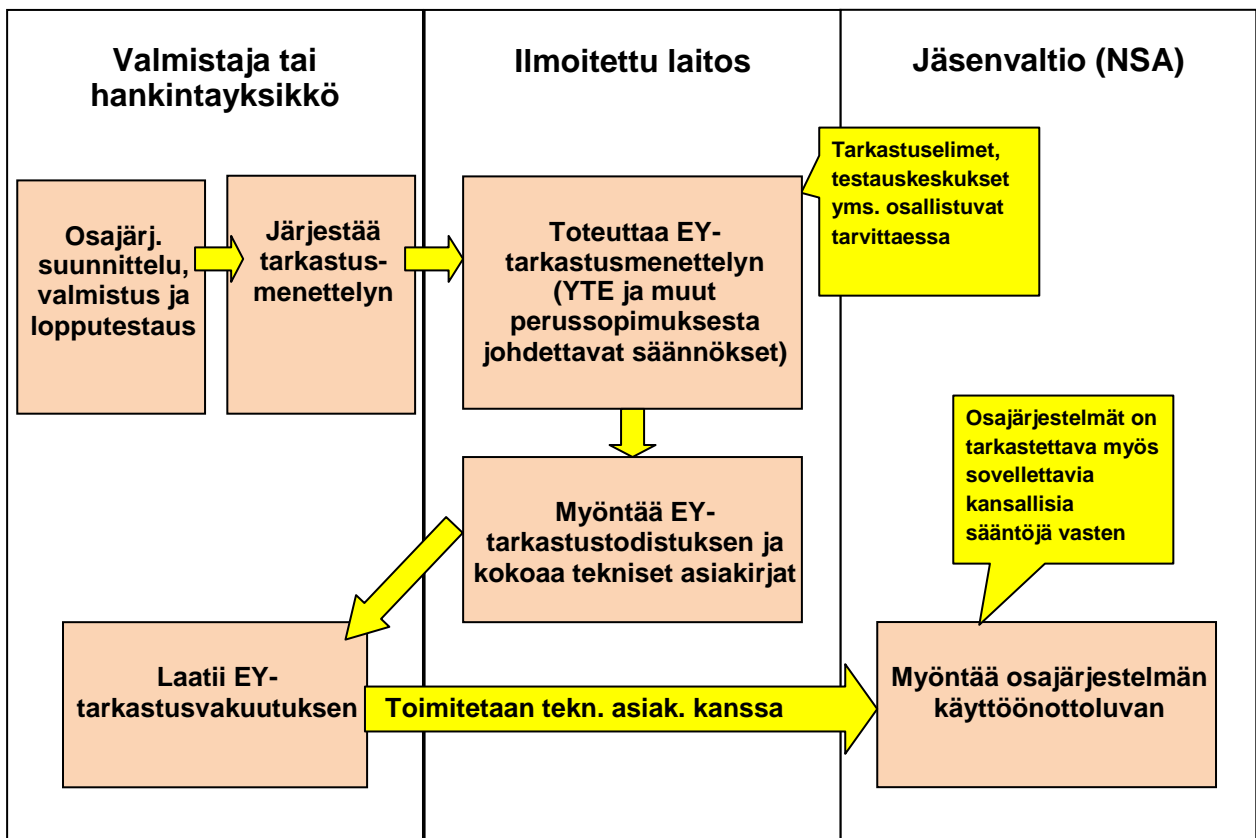 Valmistaja tai
hankintayksikkö
Ilmoitettu laitos
Jäsenvaltio (NSA)
Tarkastuselimet,
testauskeskukset
yms. osallistuvat
tarvittaessa
Osajärj.
suunnittelu,
valmistus ja
lopputestaus
Järjestää
tarkastus-
menettelyn
Toteuttaa EY-
tarkastusmenettelyn
(YTE ja muut
perussopimuksesta
johdettavat säännökset)
Osajärjestelmät on
tarkastettava myös
sovellettavia
kansallisia
sääntöjä vasten
Myöntää EY-
tarkastustodistuksen ja
kokoaa tekniset asiakirjat
Laatii EY-
tarkastusvakuutuksen
Toimitetaan tekn. asiak. kanssa
Myöntää osajärjestelmän
käyttöönottoluvan